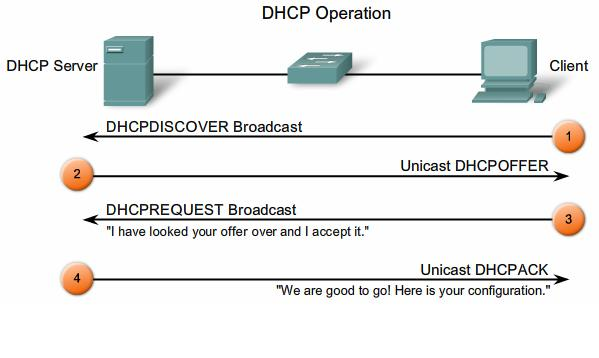 DHCP Operation
DHCP Server
Client
DHCPDISCOVER Broadcast
1
Unicast DHCPOFFER
2
DHCPREQUEST Broadcast
3
"I have looked your offer over and I accept it."
Unicast DHCPACK
4
"We are good to go! Here is your configuration."